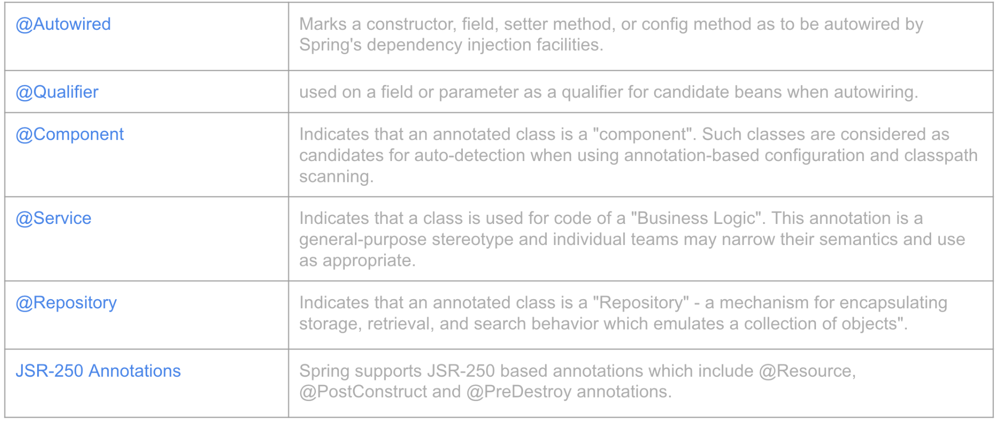 @Autowired
Marks a constructor, field, setter method, or config method as to be autowired by
Spring's dependency injection facilities.
@Qualifier
used on a field or parameter as a qualifier for candidate beans when autowiring.
@Component
Indicates that an annotated class is a "component". Such classes are considered as
candidates for auto-detection when using annotation-based configuration and classpath
scanning.
@Service
Indicates that a class is used for code of a "Business Logic". This annotation is a
general-purpose stereotype and individual teams may narrow their semantics and use
as appropriate.
@Repository
Indicates that an annotated class is a "Repository" - a mechanism for encapsulating
storage, retrieval, and search behavior which emulates a collection of objects".
JSR-250 Annotations
Spring supports JSR-250 based annotations which include @Resource,
@PostConstruct and @PreDestroy annotations.